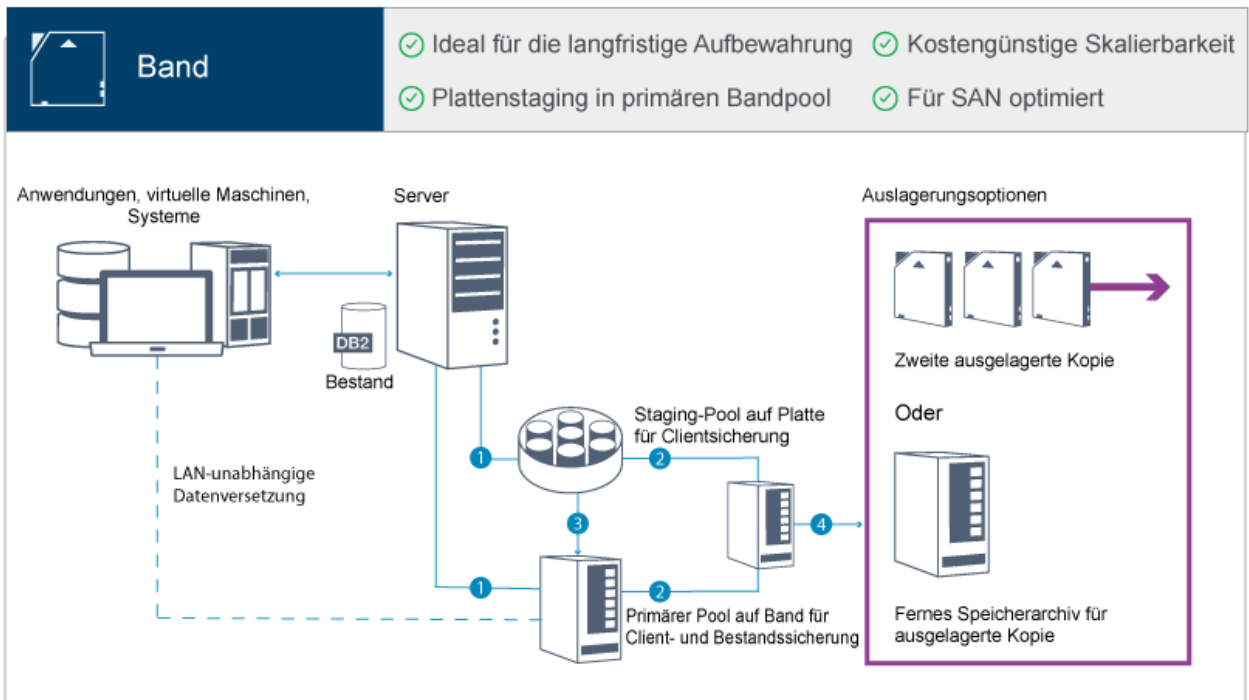 Band
Ideal für die langfristige Aufbewahrung
Kostengünstige Skalierbarkeit
Plattenstaging in primären Bandpool
Für SAN optimiert
Anwendungen, virtuelle Maschinen,
Systeme
Server
Auslagerungsoptionen
DB2
Bestand
Zweite ausgelagerte Kopie
Staging-Pool auf Platte
für Clientsicherung
Oder
1
2
LAN-unabhängige
Datenversetzung
3
4
1
2
Primärer Pool auf Band für
Client- und Bestandssicherung
Fernes Speicherarchiv für
ausgelagerte Kopie